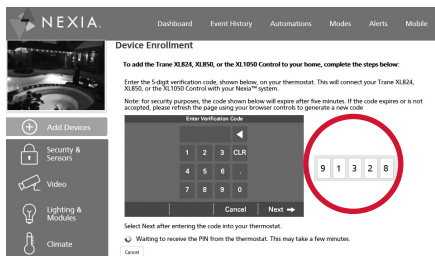 NEXIA™
Dashboard Event History Automations Modes Alerts Mobile
Device Enrollment
To add the Trane XL824, XL850, or the XL1050 Control to your home, complete the steps below:
Enter the 5-digit verification code, shown below, on your thermostat. This will connect your Trane XL824,
XL850, or the XL1050 Control with your Nexia™ system.
Note: for security purposes, the code shown below will expire after five minutes. If the code expires or is not
accepted, please refresh the page using your browser controls to generate a new code
Add Devices
Security &
Sensors
Video
Lighting &
Modules
Climate
Enter Verification Code
1 2 3 CLR
4 5 6 .
7 8 9 0
Cancel Next
9 1 3 2 8
Select Next after entering the code into your thermostat.
Waiting to receive the PIN from the thermostat. This may take a few minutes.
Cancel